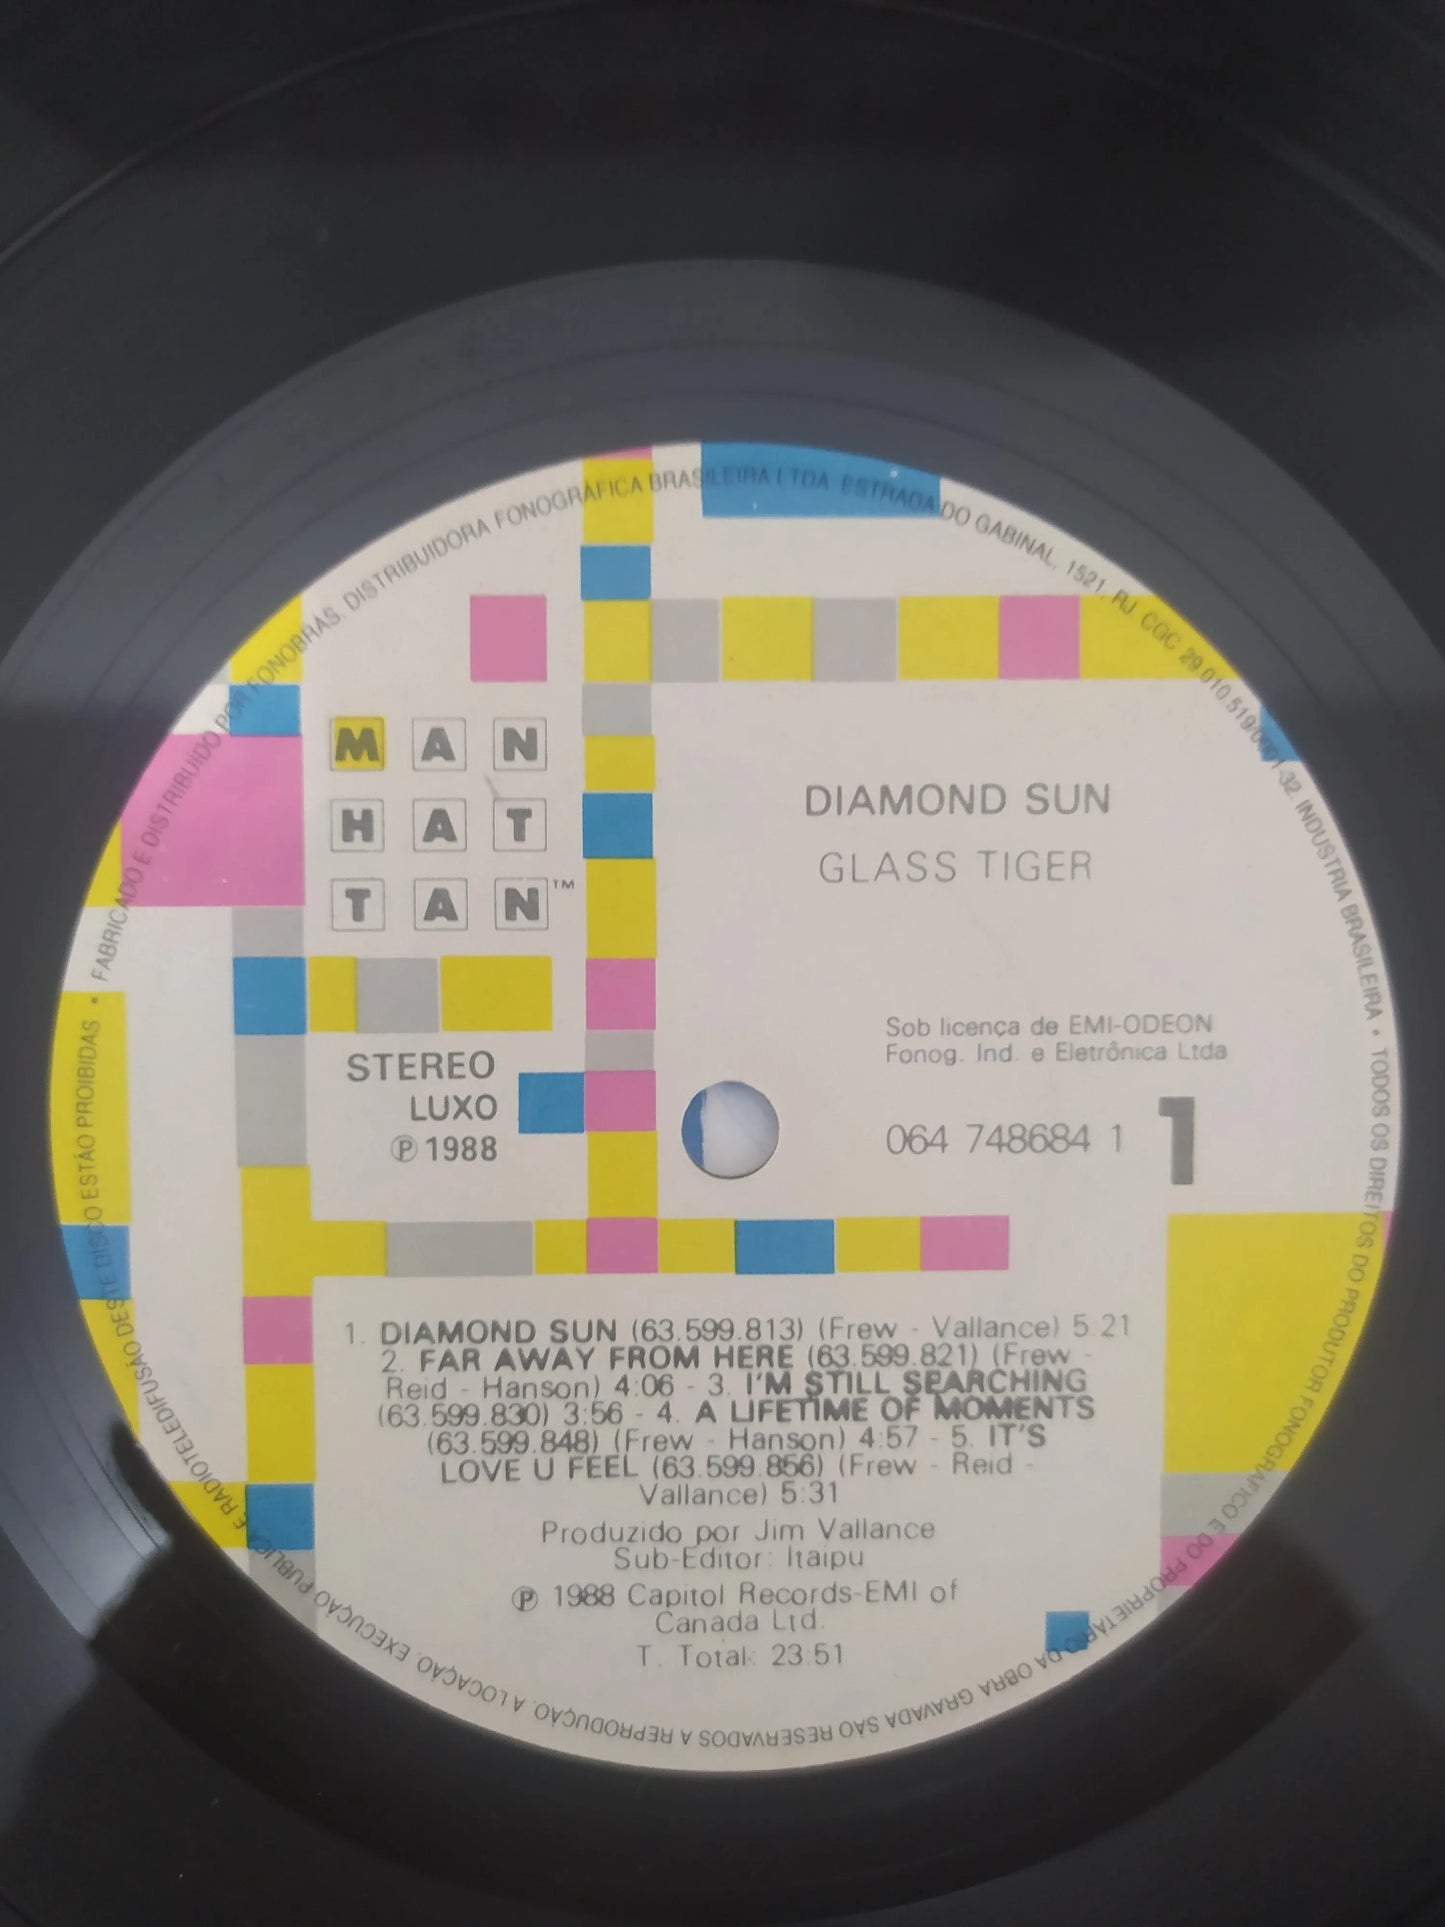 FABRICADO E DISTRIBUIDO POR FONOBRÁS. DISTRIBUIDORA FONOGRÁFICA BRASILEIRA LTDA. ESTRADA DO GABINAL, 1521, RJ CGC 29.010.519/0001-32. INDUSTRIA BRASILEIRA • TODOS OS DIREITOS DO PRODUTOR FONOGRÁFICO E DO PROPRIETÁRIO DA OBRA GRAVADA SÃO RESERVADOS A REPRODUÇÃO. A LOCAÇÃO. EXECUÇÃO PUBLICA E RADIOTELEDIFUSÃO DESTE DISCO ESTÃO PROIBIDAS •
MAN
HAT
TAN™
DIAMOND SUN
GLASS TIGER
Sob licença de EMI-ODEON
Fonog. Ind. e Eletrônica Ltda
STEREO
LUXO
℗ 1988
064 748684 1
1
1. DIAMOND SUN (63.599.813) (Frew - Vallance) 5:21
2. FAR AWAY FROM HERE (63.599.821) (Frew -
Reid - Hanson) 4:06 - 3. I'M STILL SEARCHING
(63.599.830) 3:56 - 4. A LIFETIME OF MOMENTS
(63.599.848) (Frew - Hanson) 4:57 - 5. IT'S
LOVE U FEEL (63.599.856) (Frew - Reid -
Vallance) 5:31
Produzido por Jim Vallance
Sub-Editor: Itaipu
℗ 1988 Capitol Records-EMI of
Canada Ltd.
T. Total: 23:51